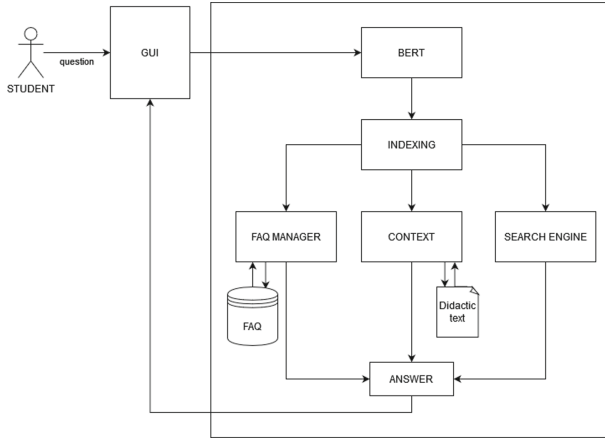 GUI
BERT
question
STUDENT
INDEXING
FAQ MANAGER
CONTEXT
SEARCH ENGINE
Didactic
text
FAQ
ANSWER